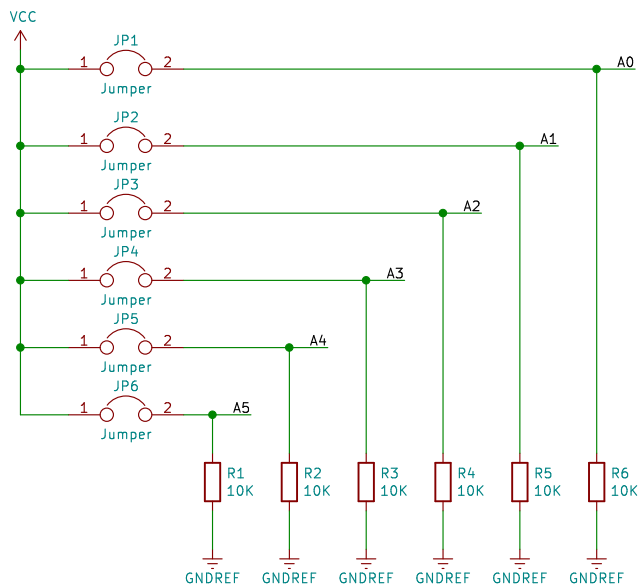 VCC
JP1
1 2 A0
Jumper
JP2
1 2 A1
Jumper
JP3
1 2 A2
Jumper
JP4
1 2 A3
Jumper
JP5
1 2 A4
Jumper
JP6
1 2 A5
Jumper
R1 R2 R3 R4 R5 R6
10K 10K 10K 10K 10K 10K
GNDREF GNDREF GNDREF GNDREF GNDREF GNDREF